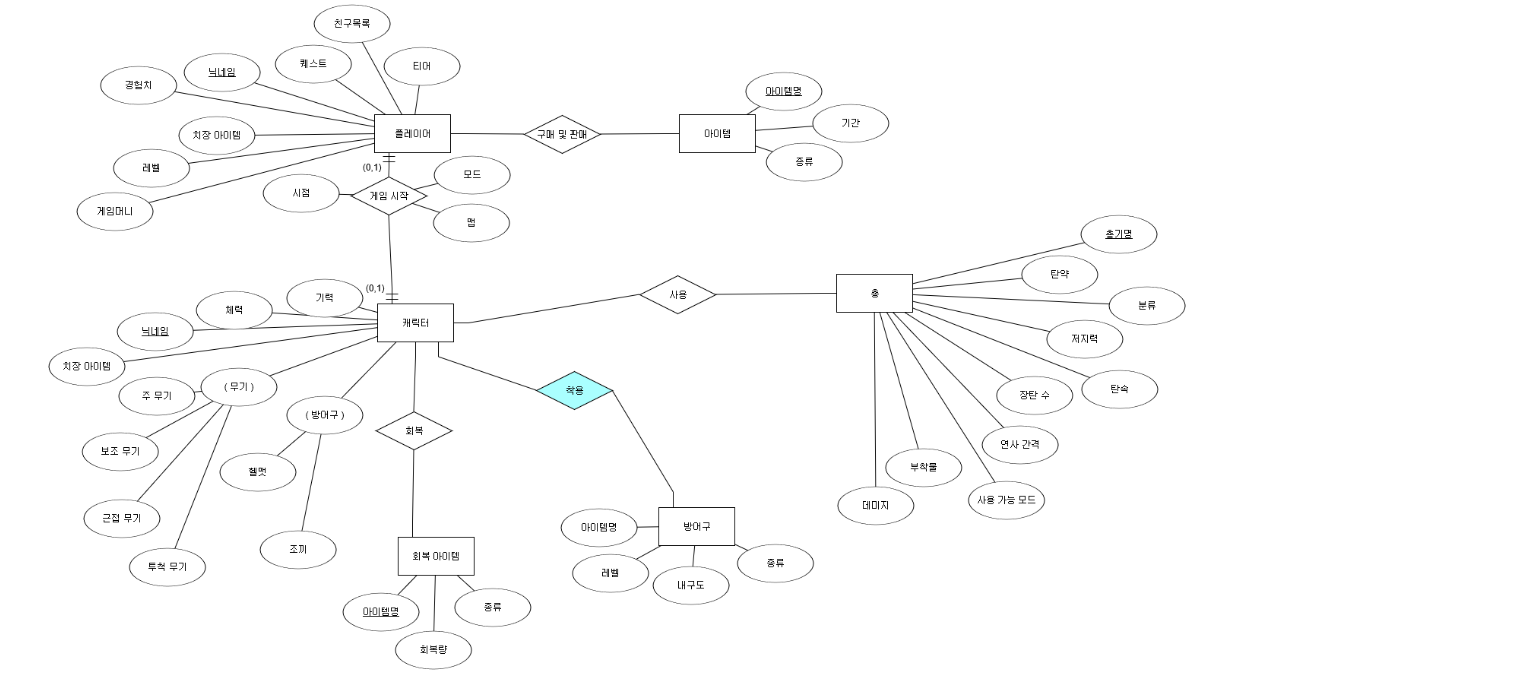 친구목록
퀘스트
티어
닉네임
경험치
아이템명
기간
치장 아이템
플레이어
구매 및 판매
아이템
종류
레벨
(0,1)
모드
시점
게임 시작
게임머니
맵
총기명
탄약
(0,1)
기력
사용
총
분류
체력
닉네임
캐릭터
저지력
치장 아이템
( 무기 )
착용
탄속
주 무기
장탄 수
( 방어구 )
회복
연사 간격
보조 무기
헬멧
부착물
사용 가능 모드
데미지
근접 무기
아이템명
방어구
조끼
회복 아이템
투척 무기
레벨
종류
내구도
아이템명
종류
회복량